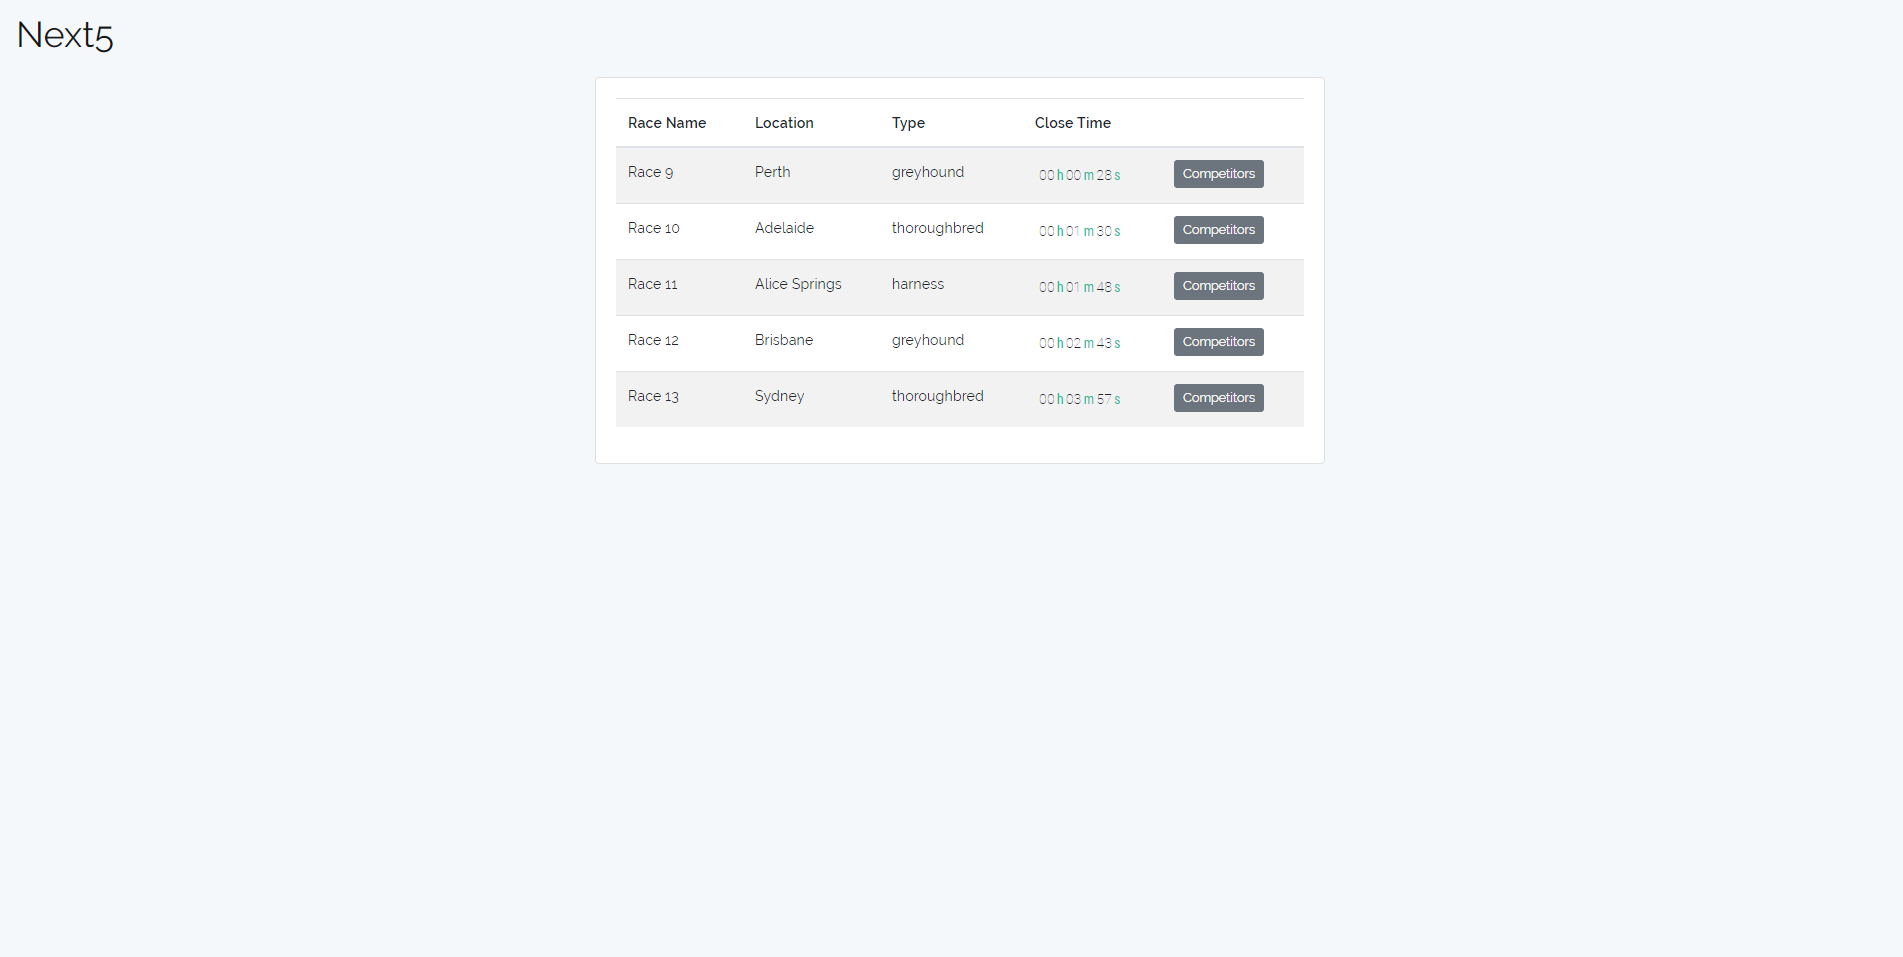 Next5
Race Name Location Type Close Time
Race 9 Perth greyhound 00 h 00 m 28 s Competitors
Race 10 Adelaide thoroughbred 00 h 01 m 30 s Competitors
Race 11 Alice Springs harness 00 h 01 m 48 s Competitors
Race 12 Brisbane greyhound 00 h 02 m 43 s Competitors
Race 13 Sydney thoroughbred 00 h 03 m 57 s Competitors